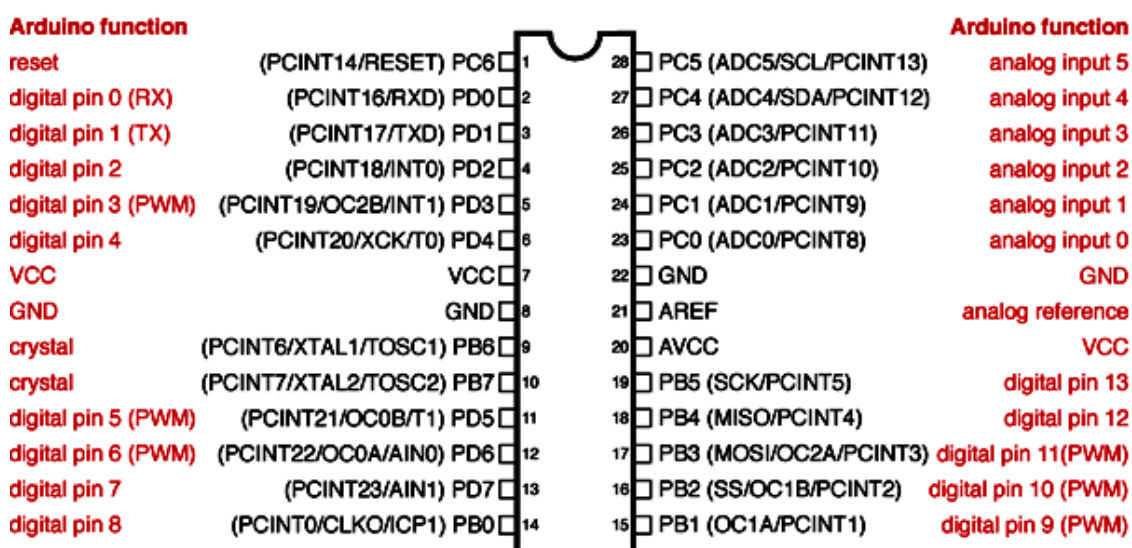 Arduino function Arduino function
reset (PCINT14/RESET) PC6 1 28 PC5 (ADC5/SCL/PCINT13) analog input 5
digital pin 0 (RX) (PCINT16/RXD) PD0 2 27 PC4 (ADC4/SDA/PCINT12) analog input 4
digital pin 1 (TX) (PCINT17/TXD) PD1 3 26 PC3 (ADC3/PCINT11) analog input 3
digital pin 2 (PCINT18/INT0) PD2 4 25 PC2 (ADC2/PCINT10) analog input 2
digital pin 3 (PWM) (PCINT19/OC2B/INT1) PD3 5 24 PC1 (ADC1/PCINT9) analog input 1
digital pin 4 (PCINT20/XCK/T0) PD4 6 23 PC0 (ADC0/PCINT8) analog input 0
VCC VCC 7 22 GND GND
GND GND 8 21 AREF analog reference
crystal (PCINT6/XTAL1/TOSC1) PB6 9 20 AVCC VCC
crystal (PCINT7/XTAL2/TOSC2) PB7 10 19 PB5 (SCK/PCINT5) digital pin 13
digital pin 5 (PWM) (PCINT21/OC0B/T1) PD5 11 18 PB4 (MISO/PCINT4) digital pin 12
digital pin 6 (PWM) (PCINT22/OC0A/AIN0) PD6 12 17 PB3 (MOSI/OC2A/PCINT3) digital pin 11(PWM)
digital pin 7 (PCINT23/AIN1) PD7 13 16 PB2 (SS/OC1B/PCINT2) digital pin 10 (PWM)
digital pin 8 (PCINT0/CLKO/ICP1) PB0 14 15 PB1 (OC1A/PCINT1) digital pin 9 (PWM)